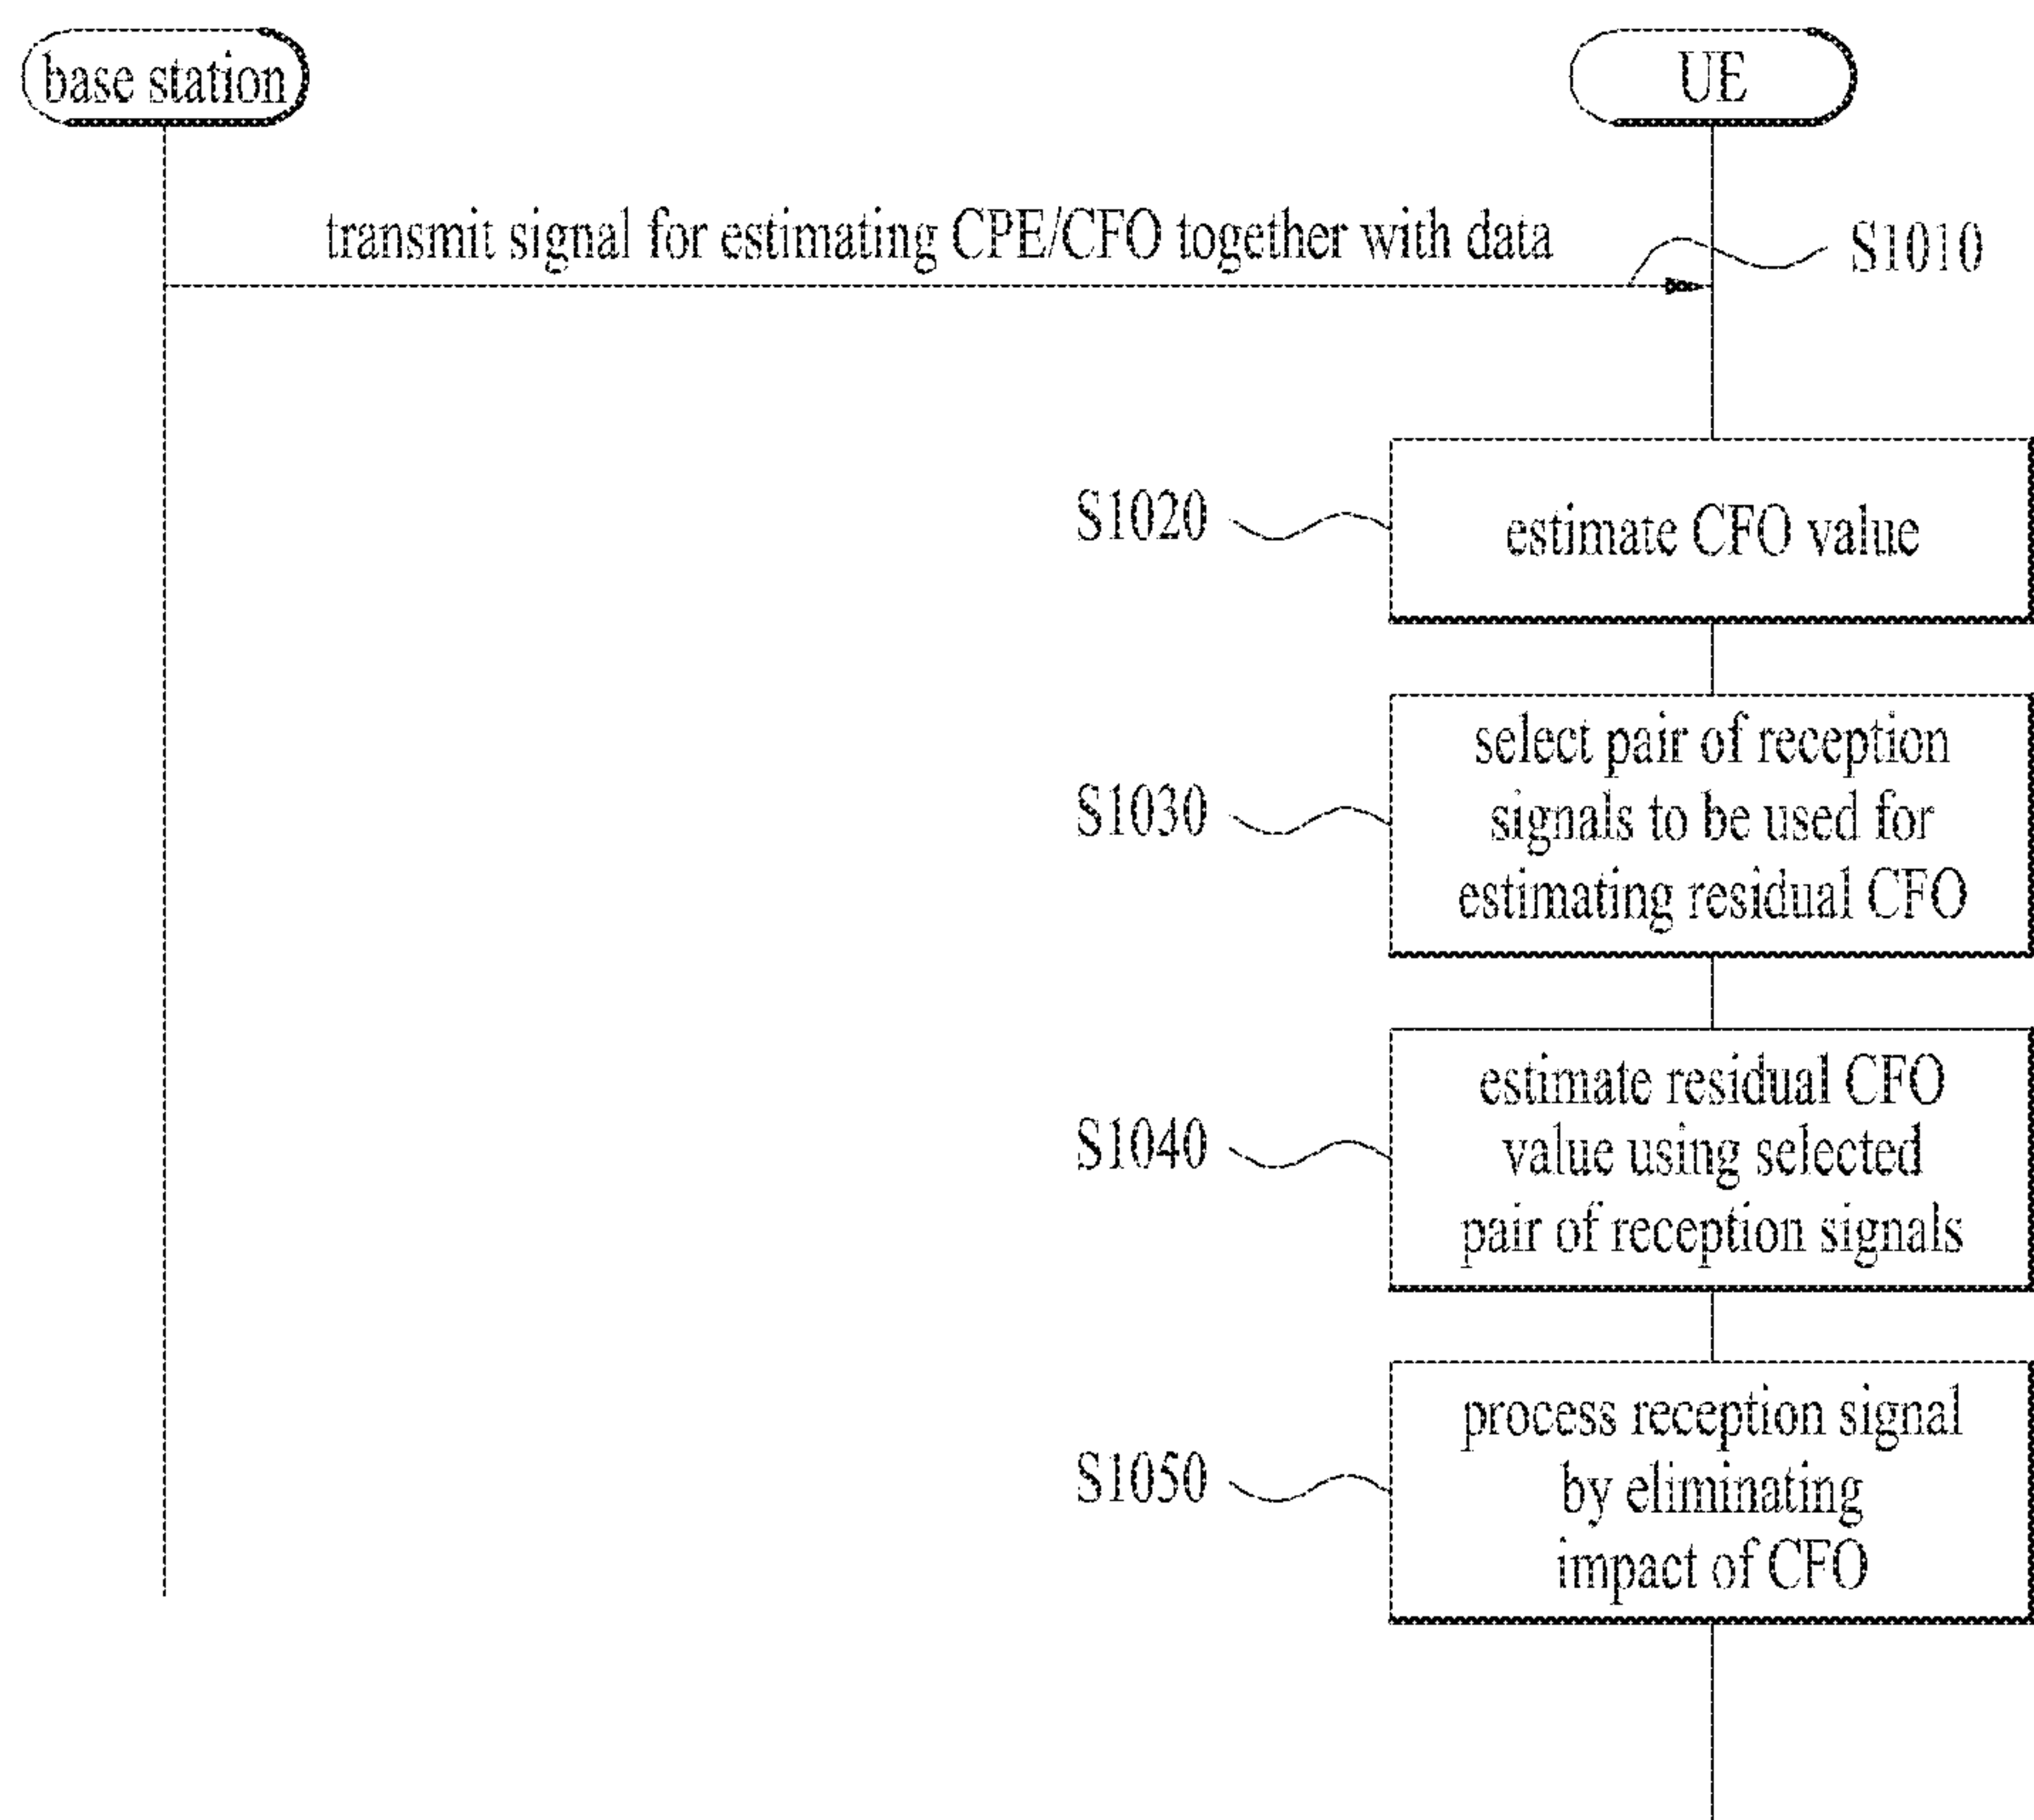 base station
UE
transmit signal for estimating CPE/CFO together with data
S1010
S1020
estimate CFO value
S1030
select pair of reception
signals to be used for
estimating residual CFO
S1040
estimate residual CFO
value using selected
pair of reception signals
S1050
process reception signal
by eliminating
impact of CFO